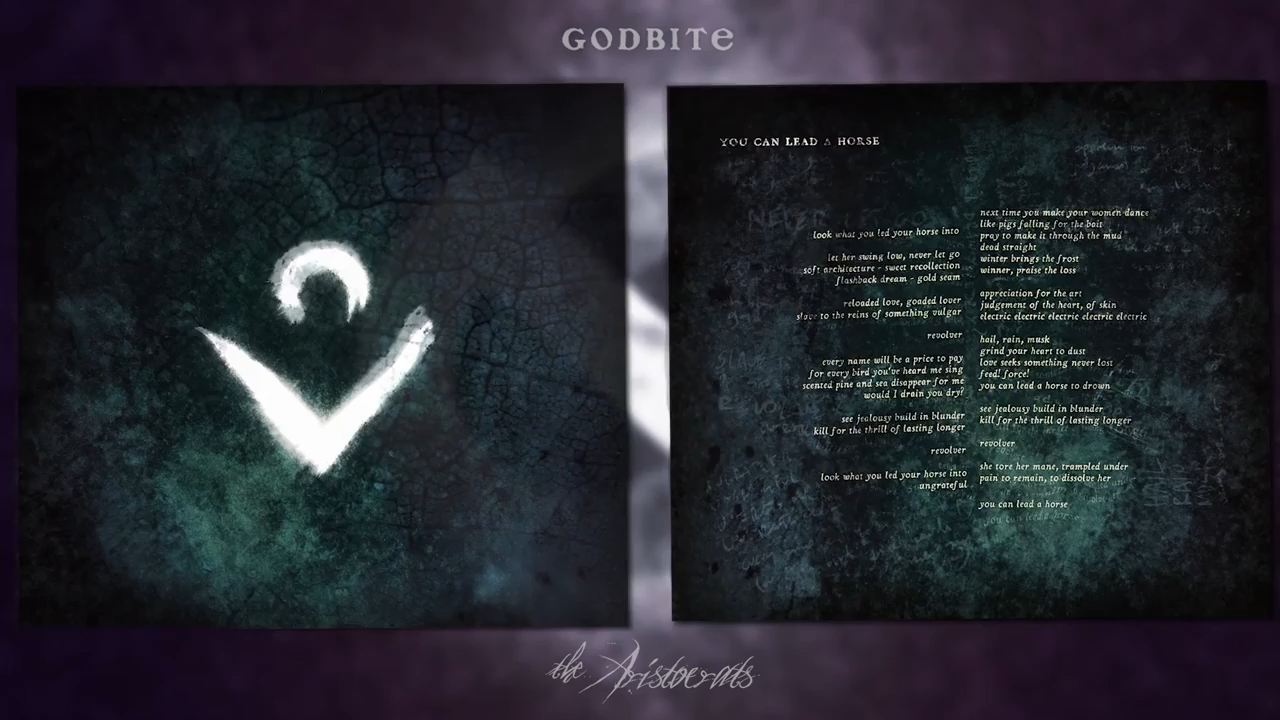 GODBITE
YOU CAN LEAD A HORSE
look what you led your horse into
let her swing low, never let go
soft architecture - sweet recollection
flashback dream - gold seam
reloaded love, goaded lover
slave to the reins of something vulgar
revolver
every name will be a price to pay
for every bird you've heard me sing
scented pine and sea disappear for me
would I drain you dry?
see jealousy build in blunder
kill for the thrill of lasting longer
revolver
look what you led your horse into
ungrateful
next time you make your women dance
like pigs falling for the bait
pray to make it through the mud
dead straight
winter brings the frost
winner, praise the loss
appreciation for the art
judgement of the heart, of skin
electric electric electric electric electric
hail, rain, musk
grind your heart to dust
love seeks something never lost
feed! force!
you can lead a horse to drown
see jealousy build in blunder
kill for the thrill of lasting longer
revolver
she tore her mane, trampled under
pain to remain, to dissolve her
you can lead a horse
NEVER LET GO
the Aristocrats